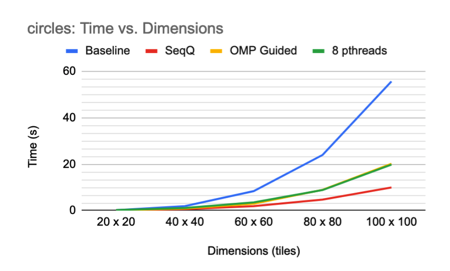 circles: Time vs. Dimensions
Baseline SeqQ OMP Guided 8 pthreads
60
40
20
0
Time (s)
20 x 20 40 x 40 60 x 60 80 x 80 100 x 100
Dimensions (tiles)